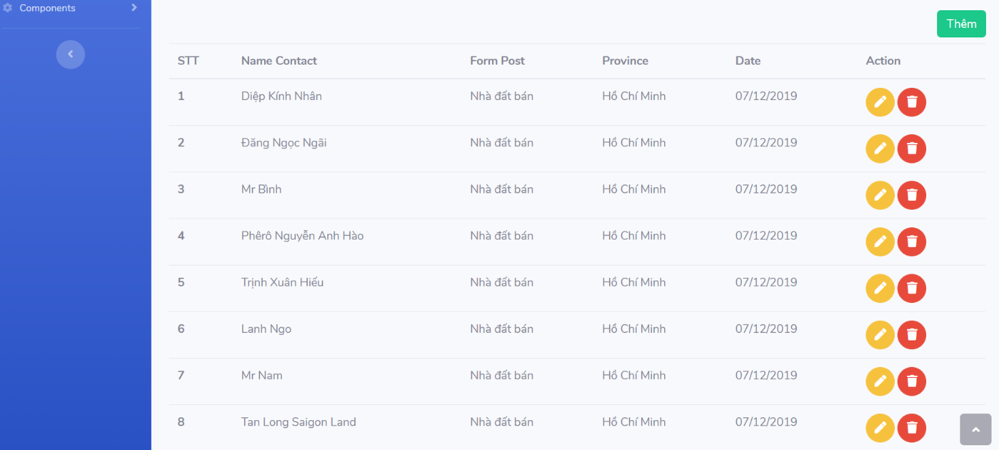 Components
Thêm
STT Name Contact Form Post Province Date Action
1 Diệp Kính Nhân Nhà đất bán Hồ Chí Minh 07/12/2019
2 Đăng Ngọc Ngãi Nhà đất bán Hồ Chí Minh 07/12/2019
3 Mr Bình Nhà đất bán Hồ Chí Minh 07/12/2019
4 Phêrô Nguyễn Anh Hào Nhà đất bán Hồ Chí Minh 07/12/2019
5 Trịnh Xuân Hiếu Nhà đất bán Hồ Chí Minh 07/12/2019
6 Lanh Ngo Nhà đất bán Hồ Chí Minh 07/12/2019
7 Mr Nam Nhà đất bán Hồ Chí Minh 07/12/2019
8 Tan Long Saigon Land Nhà đất bán Hồ Chí Minh 07/12/2019